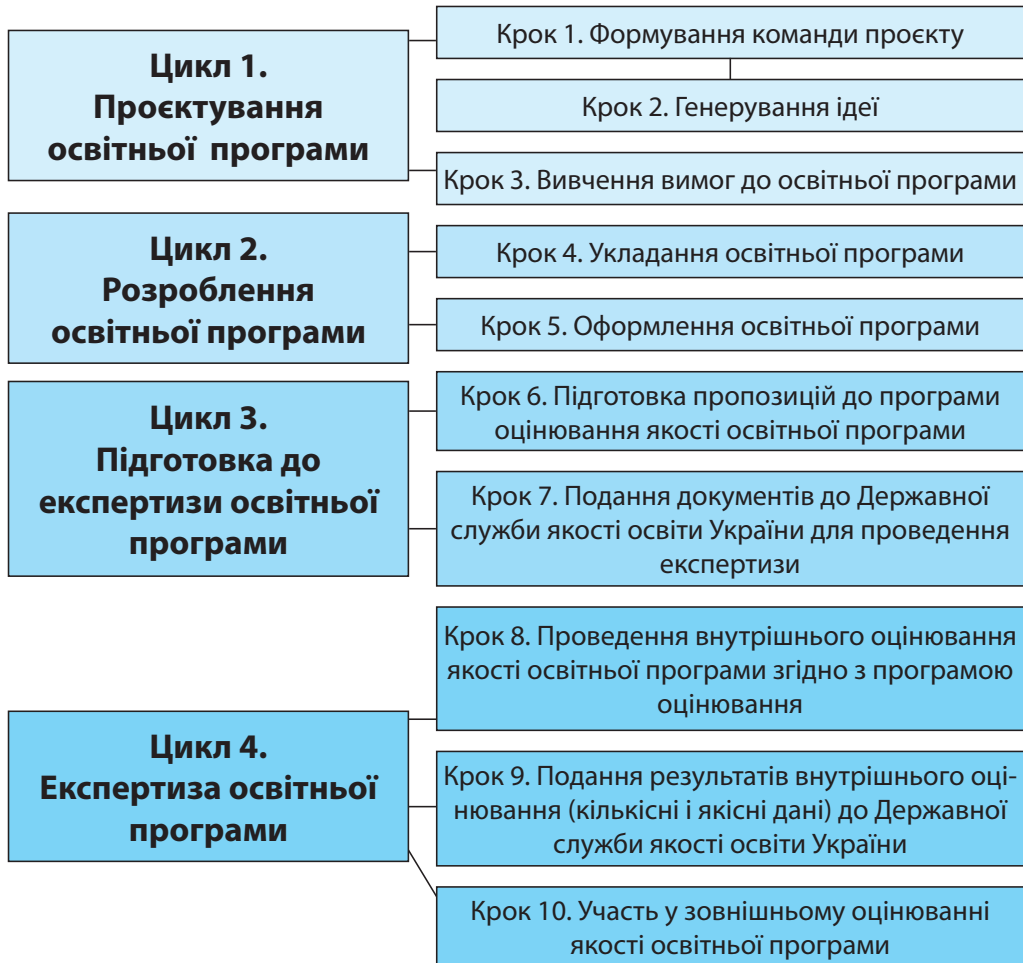 Цикл 1.
Проєктування
освітньої програми
Крок 1. Формування команди проєкту
Крок 2. Генерування ідеї
Крок 3. Вивчення вимог до освітньої програми
Цикл 2.
Розроблення
освітньої програми
Крок 4. Укладання освітньої програми
Крок 5. Оформлення освітньої програми
Цикл 3.
Підготовка до
експертизи освітньої
програми
Крок 6. Підготовка пропозицій до програми
оцінювання якості освітньої програми
Крок 7. Подання документів до Державної
служби якості освіти України для проведення
експертизи
Цикл 4.
Експертиза освітньої
програми
Крок 8. Проведення внутрішнього оцінювання
якості освітньої програми згідно з програмою
оцінювання
Крок 9. Подання результатів внутрішнього оці-
нювання (кількісні і якісні дані) до Державної
служби якості освіти України
Крок 10. Участь у зовнішньому оцінюванні
якості освітньої програми